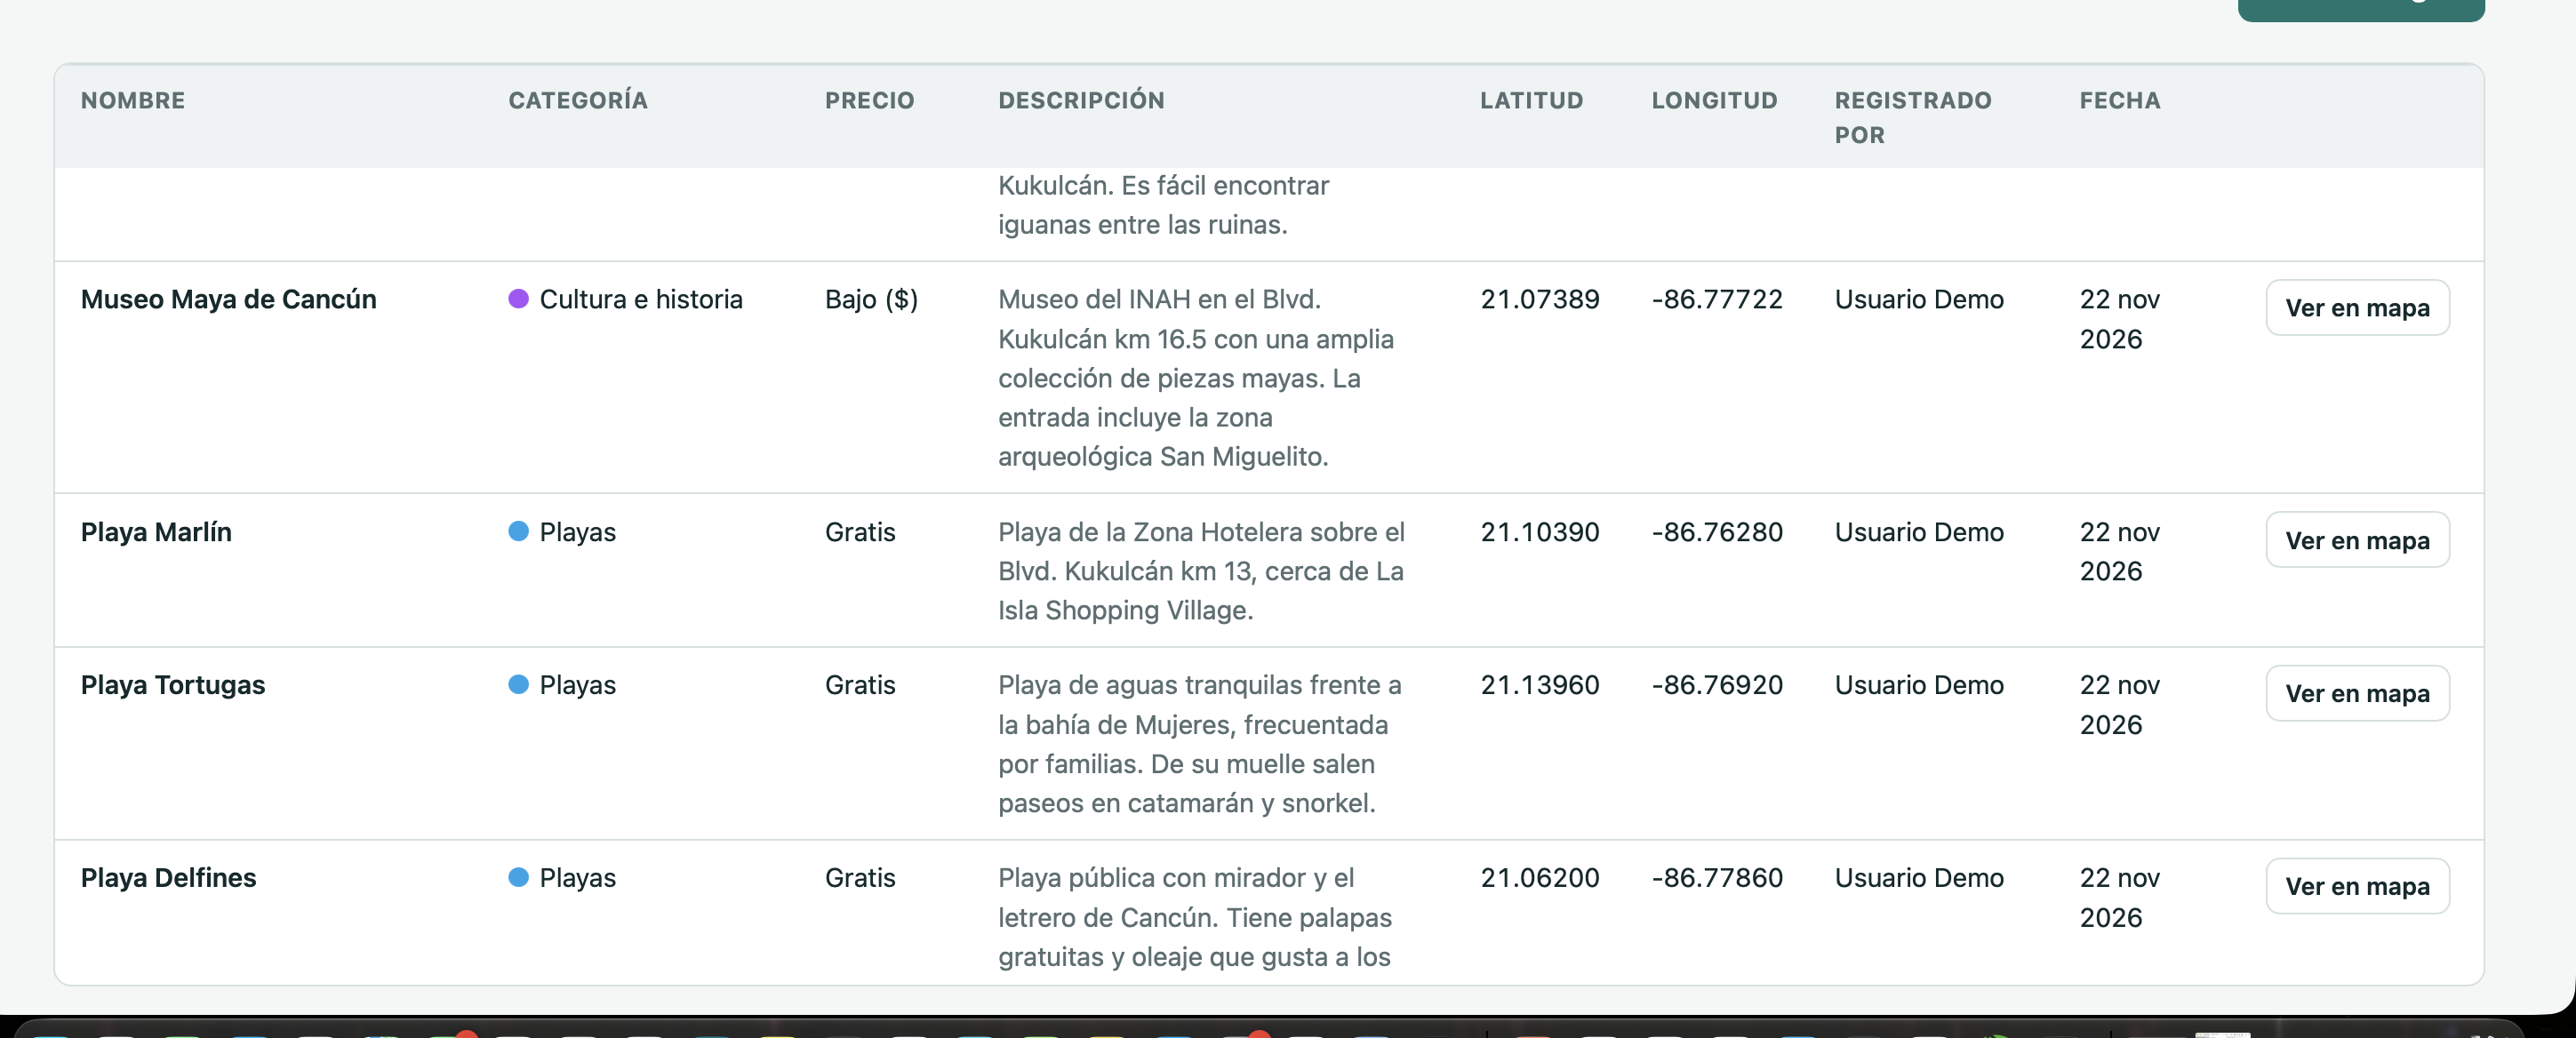 NOMBRE CATEGORÍA PRECIO DESCRIPCIÓN LATITUD LONGITUD REGISTRADO POR FECHA
Kukulcán. Es fácil encontrar
iguanas entre las ruinas.
Museo Maya de Cancún Cultura e historia Bajo ($) Museo del INAH en el Blvd. 21.07389 -86.77722 Usuario Demo 22 nov Ver en mapa
Kukulcán km 16.5 con una amplia 2026
colección de piezas mayas. La
entrada incluye la zona
arqueológica San Miguelito.
Playa Marlín Playas Gratis Playa de la Zona Hotelera sobre el 21.10390 -86.76280 Usuario Demo 22 nov Ver en mapa
Blvd. Kukulcán km 13, cerca de La 2026
Isla Shopping Village.
Playa Tortugas Playas Gratis Playa de aguas tranquilas frente a 21.13960 -86.76920 Usuario Demo 22 nov Ver en mapa
la bahía de Mujeres, frecuentada 2026
por familias. De su muelle salen
paseos en catamarán y snorkel.
Playa Delfines Playas Gratis Playa pública con mirador y el 21.06200 -86.77860 Usuario Demo 22 nov Ver en mapa
letrero de Cancún. Tiene palapas 2026
gratuitas y oleaje que gusta a los